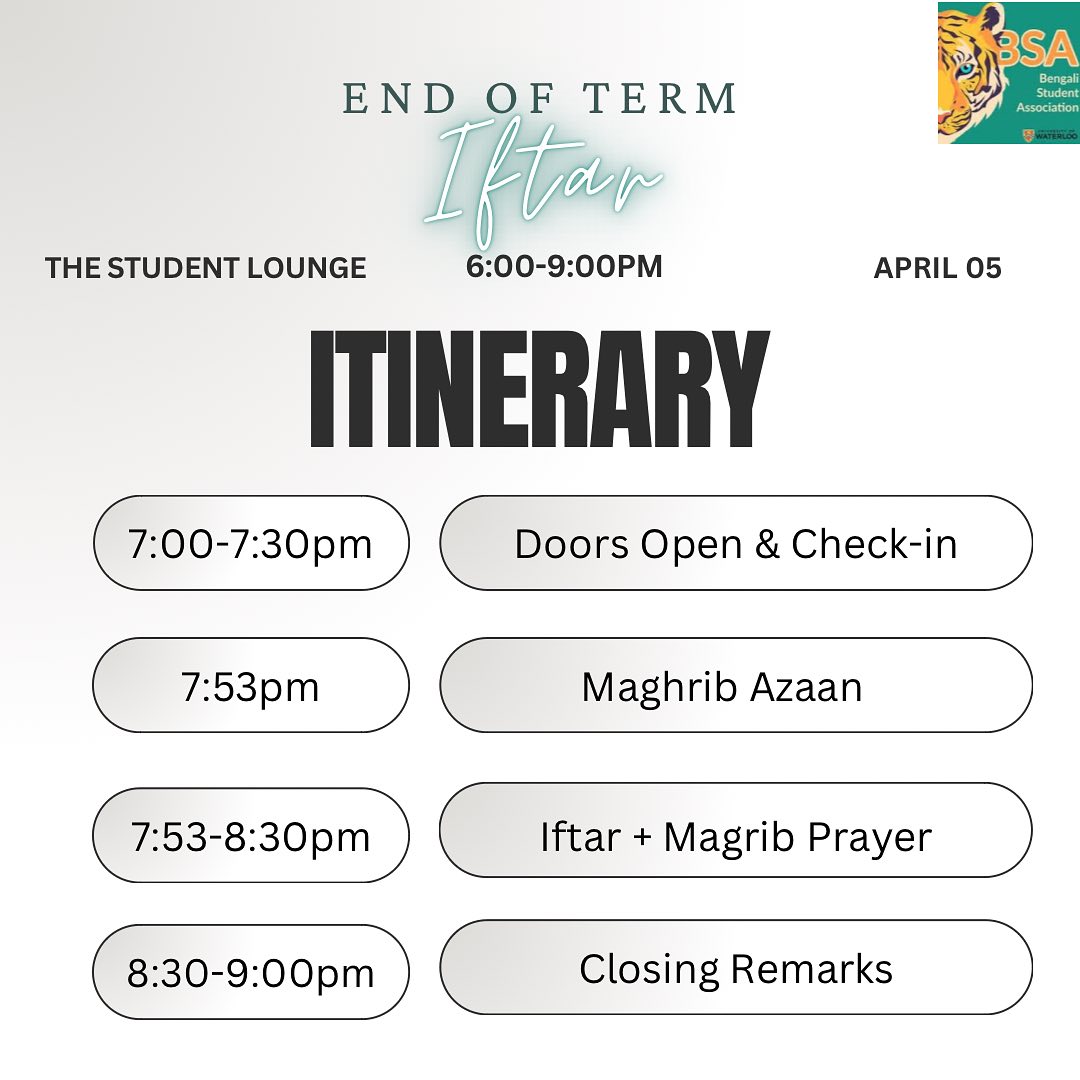 BSA
Bengali
Student
Association
UNIVERSITY OF
WATERLOO
END OF TERM
Iftar
THE STUDENT LOUNGE 6:00-9:00PM APRIL 05
ITINERARY
7:00-7:30pm Doors Open & Check-in
7:53pm Maghrib Azaan
7:53-8:30pm Iftar + Magrib Prayer
8:30-9:00pm Closing Remarks